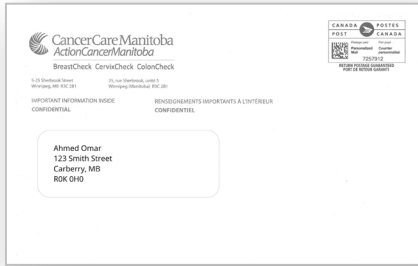 CancerCare Manitoba
ActionCancerManitoba
BreastCheck CervixCheck ColonCheck
5-25 Sherbrook Street
Winnipeg, MB R3C 2B1
25, rue Sherbrook, unité 5
Winnipeg (Manitoba) R3C 2B1
IMPORTANT INFORMATION INSIDE
CONFIDENTIAL
RENSEIGNEMENTS IMPORTANTS À L'INTÉRIEUR
CONFIDENTIEL
CANADA POSTES
POST CANADA
Postage paid Port payé
Personalized Courrier
Mail personnalisé
7257912
RETURN POSTAGE GUARANTEED
PORT DE RETOUR GARANTI
Ahmed Omar
123 Smith Street
Carberry, MB
R0K 0H0